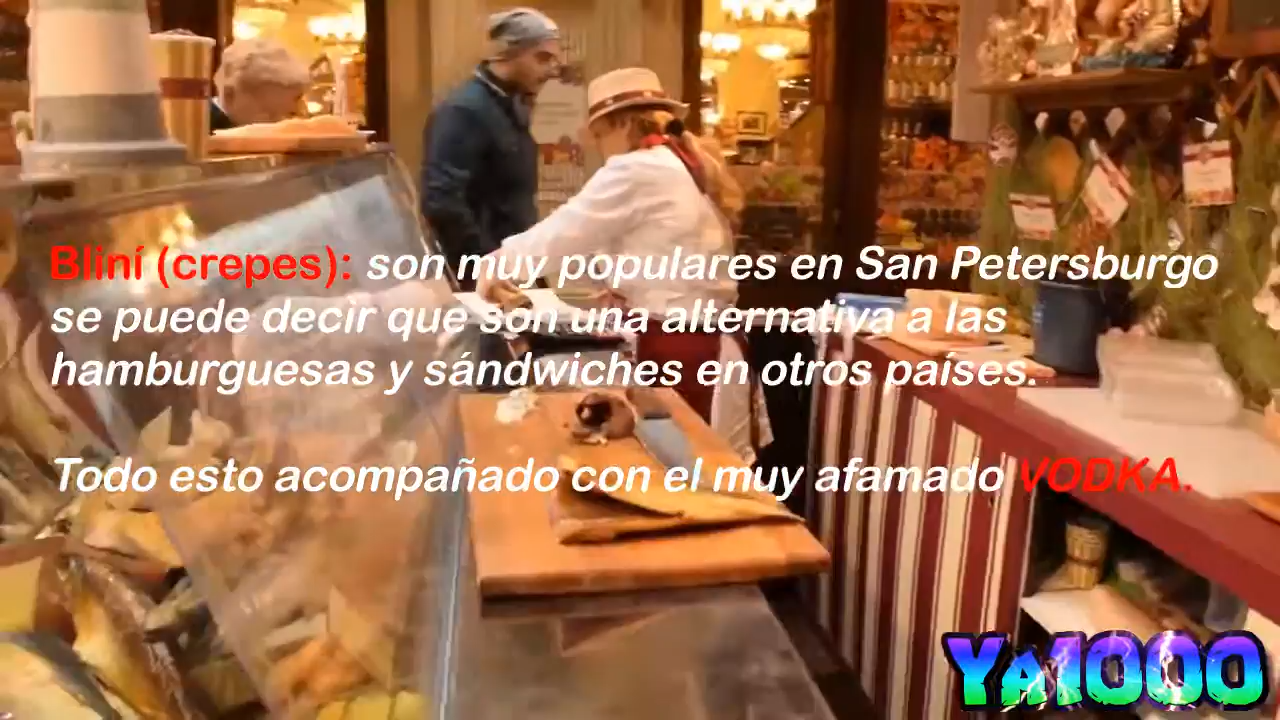 Bliní (crepes): son muy populares en San Petersburgo
se puede decir que son una alternativa a las
hamburguesas y sándwiches en otros países.
Todo esto acompañado con el muy afamado VODKA.
Ya1000